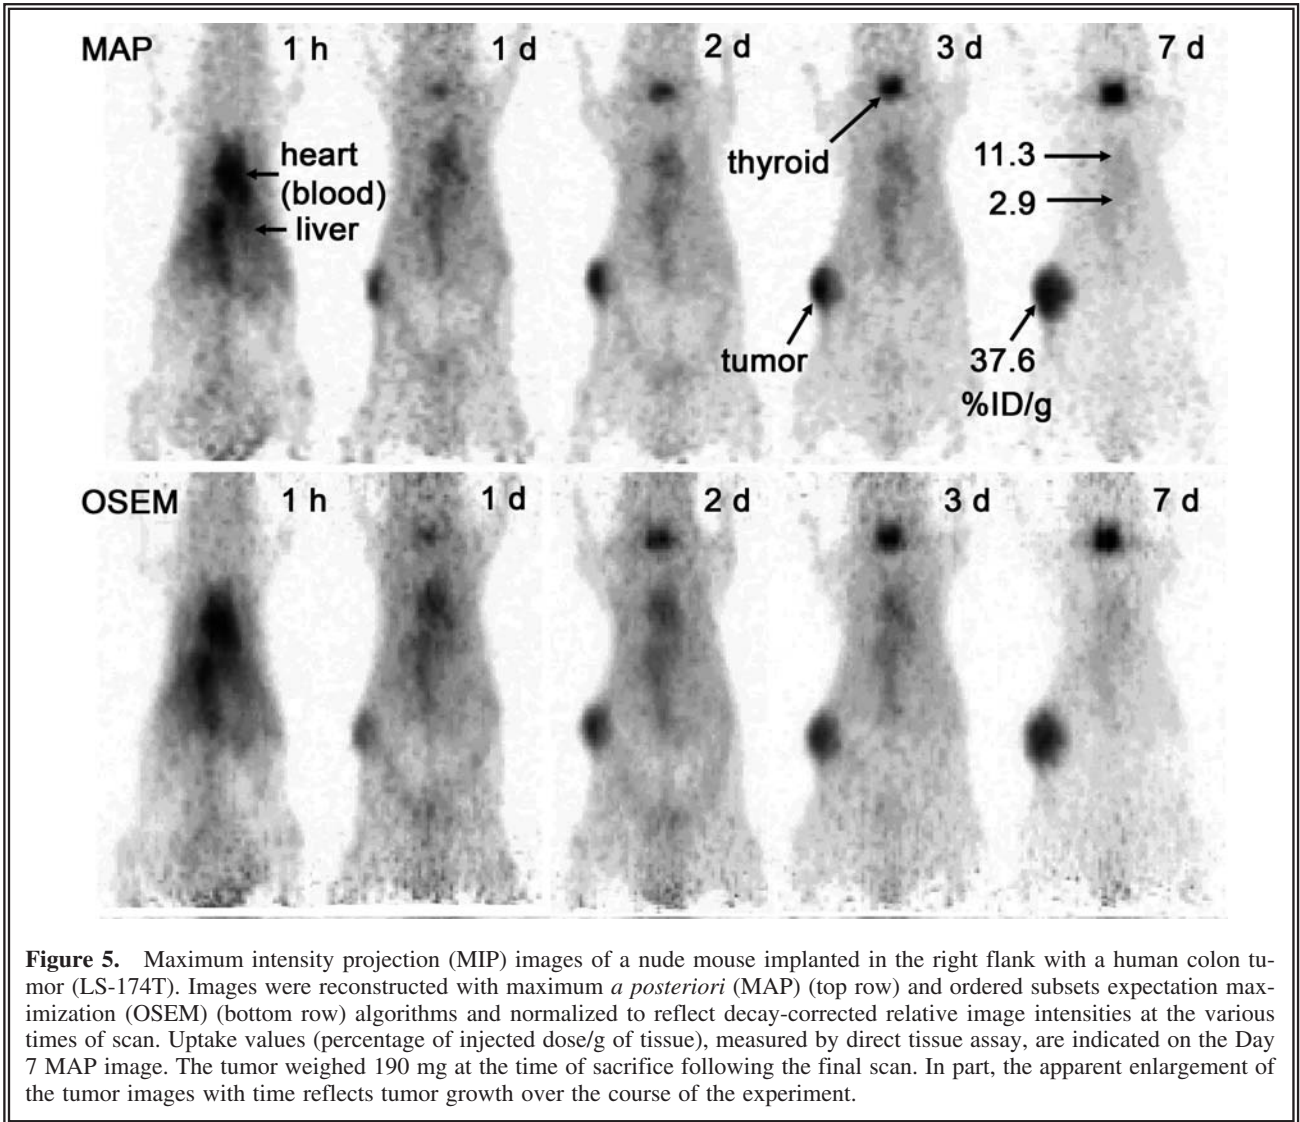 MAP 1 h 1 d 2 d 3 d 7 d
heart
(blood)
liver
thyroid
11.3
2.9
tumor
37.6
%ID/g
OSEM 1 h 1 d 2 d 3 d 7 d
Figure 5. Maximum intensity projection (MIP) images of a nude mouse implanted in the right flank with a human colon tu-
mor (LS-174T). Images were reconstructed with maximum a posteriori (MAP) (top row) and ordered subsets expectation max-
imization (OSEM) (bottom row) algorithms and normalized to reflect decay-corrected relative image intensities at the various
times of scan. Uptake values (percentage of injected dose/g of tissue), measured by direct tissue assay, are indicated on the Day
7 MAP image. The tumor weighed 190 mg at the time of sacrifice following the final scan. In part, the apparent enlargement of
the tumor images with time reflects tumor growth over the course of the experiment.